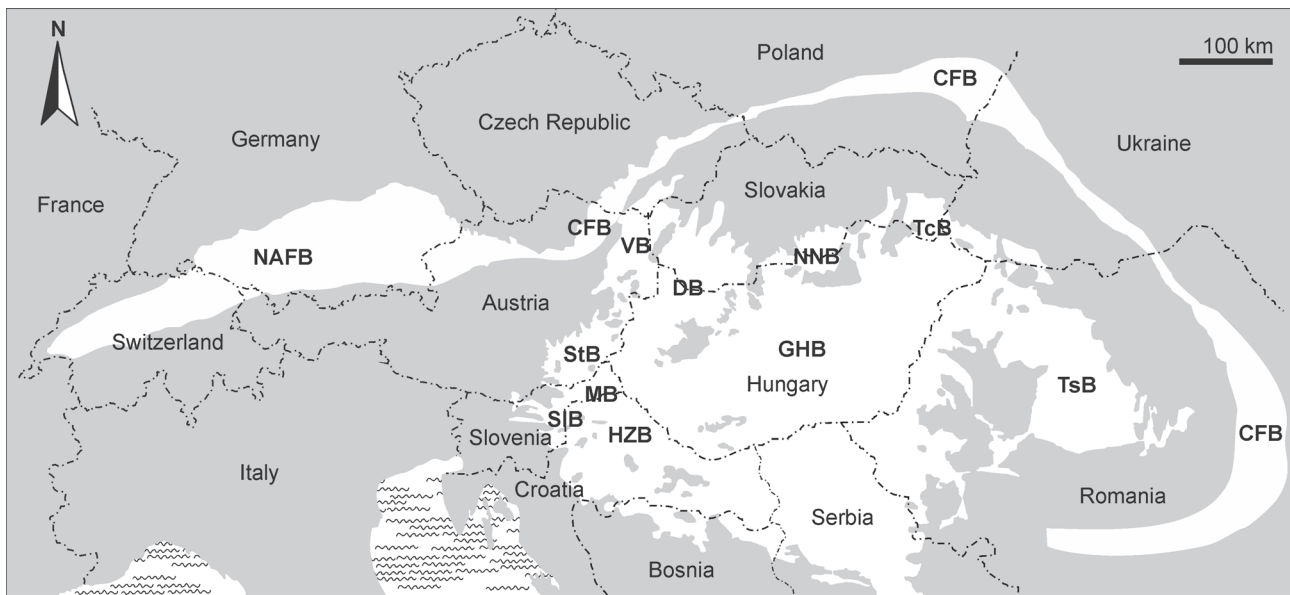 N
100 km
Poland
CFB
Czech Republic
Germany
Ukraine
France
Slovakia
CFB
TcB
VB
NNB
NAFB
DB
Austria
Switzerland
StB
GHB
Hungary
TsB
MB
SlB
HZB
Slovenia
CFB
Italy
Croatia
Romania
Serbia
Bosnia